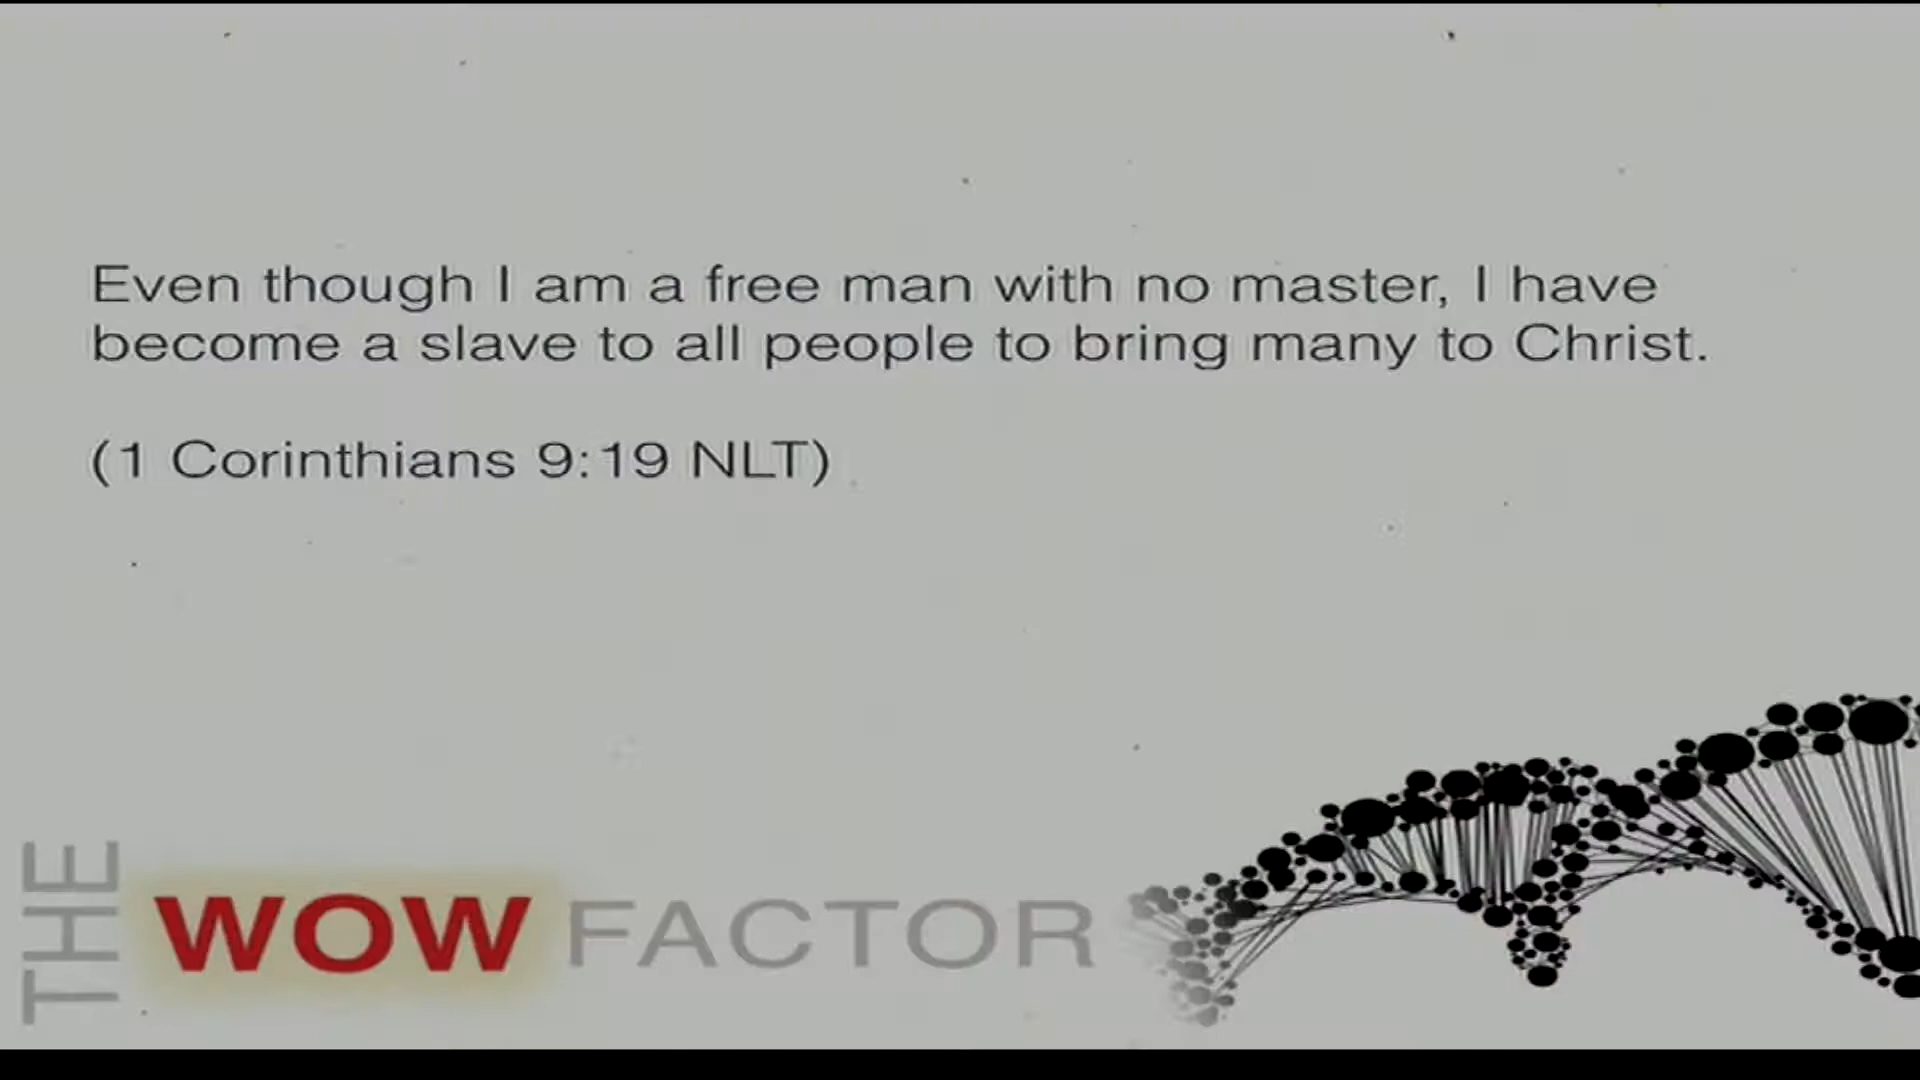 Even though I am a free man with no master, I have
become a slave to all people to bring many to Christ.
(1 Corinthians 9:19 NLT)
THE WOW FACTOR